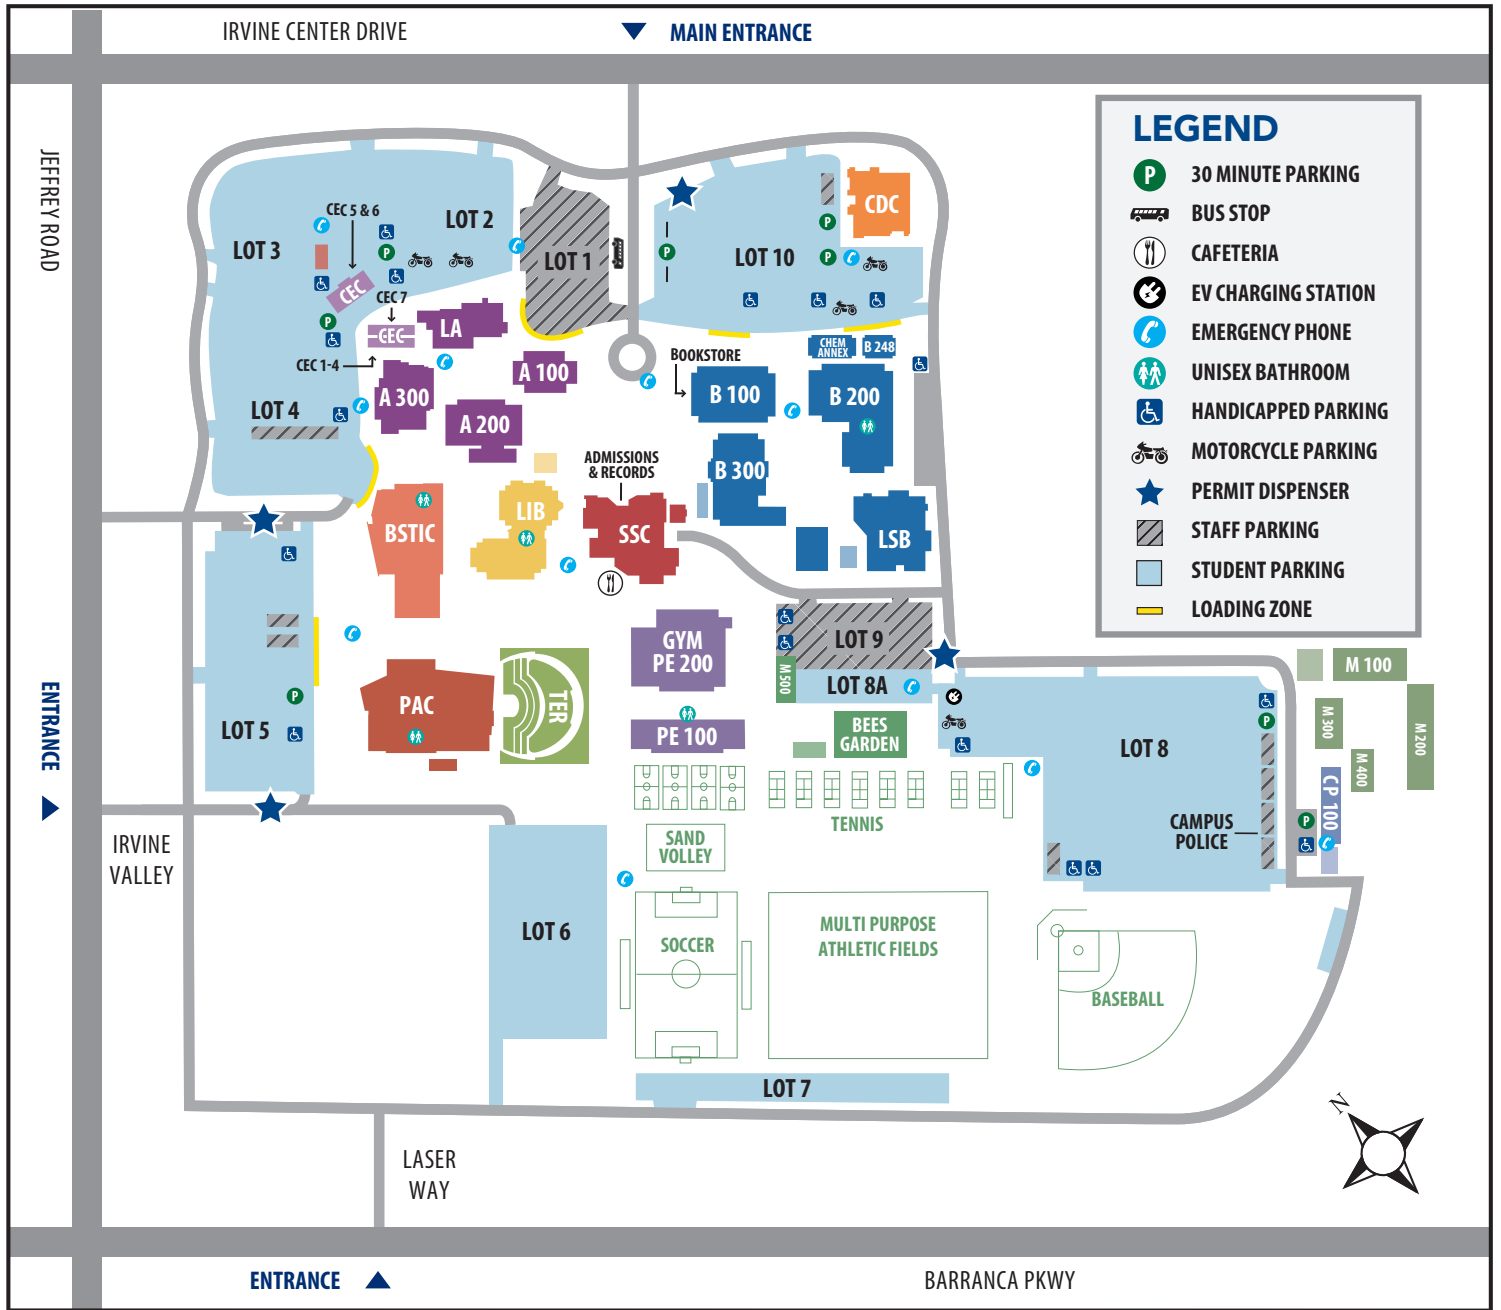 IRVINE CENTER DRIVE
MAIN ENTRANCE
JEFFREY ROAD
LEGEND
P
30 MINUTE PARKING
BUS STOP
CAFETERIA
EV CHARGING STATION
EMERGENCY PHONE
UNISEX BATHROOM
HANDICAPPED PARKING
MOTORCYCLE PARKING
PERMIT DISPENSER
STAFF PARKING
STUDENT PARKING
LOADING ZONE
CEC 5 & 6
LOT 2
LOT 3
P
CEC
CEC 7
P
CEC
LA
CEC 1-4
LOT 1
P
LOT 10
P
P
CDC
A 100
A 300
A 200
LOT 4
BOOKSTORE
B 100
CHEM
ANNEX
B 248
B 200
B 300
ADMISSIONS
& RECORDS
BSTIC
LIB
SSC
LSB
GYM
PE 200
LOT 9
M 500
LOT 8A
PE 100
BEES
GARDEN
PAC
TER
P
LOT 5
ENTRANCE
IRVINE
VALLEY
M 100
M 300
M 200
M 400
CP 100
P
LOT 8
CAMPUS
POLICE
P
TENNIS
SAND
VOLLEY
LOT 6
SOCCER
MULTI PURPOSE
ATHLETIC FIELDS
BASEBALL
LOT 7
N
LASER
WAY
ENTRANCE
BARRANCA PKWY